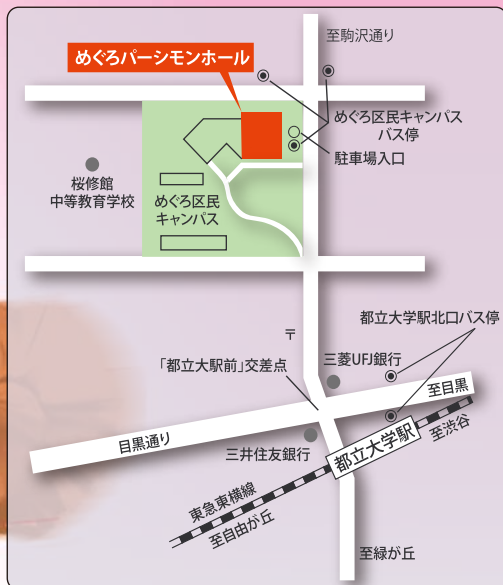 至駒沢通り
めぐろパーシモンホール
めぐろ区民キャンパス
バス停
駐車場入口
桜修館
中等教育学校
めぐろ区民
キャンパス
〒
都立大学駅北口バス停
「都立大駅前」交差点
三菱UFJ銀行
至目黒
目黒通り
三井住友銀行
都立大学駅
至渋谷
東急東横線
至自由が丘
至緑が丘